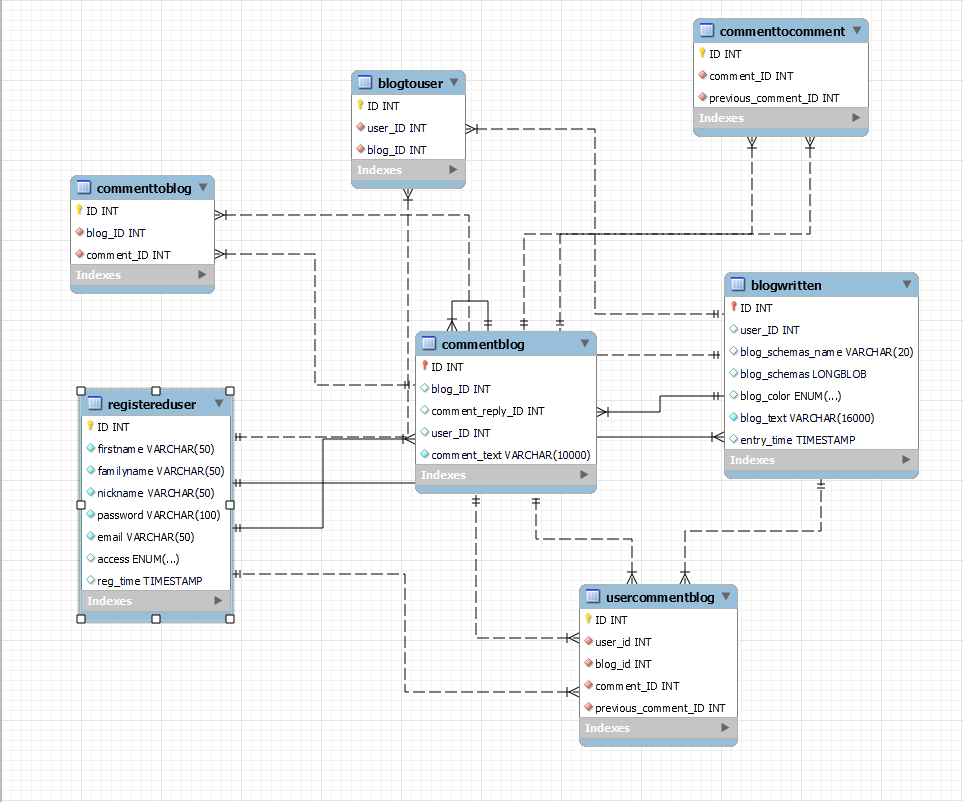 commenttocomment
ID INT
comment_ID INT
previous_comment_ID INT
Indexes
blogtouser
ID INT
user_ID INT
blog_ID INT
Indexes
commenttoblog
ID INT
blog_ID INT
comment_ID INT
Indexes
blogwritten
ID INT
user_ID INT
blog_schemas_name VARCHAR(20)
blog_schemas LONGBLOB
blog_color ENUM(...)
blog_text VARCHAR(16000)
entry_time TIMESTAMP
Indexes
commentblog
ID INT
blog_ID INT
comment_reply_ID INT
user_ID INT
comment_text VARCHAR(10000)
Indexes
registereduser
ID INT
firstname VARCHAR(50)
familyname VARCHAR(50)
nickname VARCHAR(50)
password VARCHAR(100)
email VARCHAR(50)
access ENUM(...)
reg_time TIMESTAMP
Indexes
usercommentblog
ID INT
user_id INT
blog_id INT
comment_ID INT
previous_comment_ID INT
Indexes